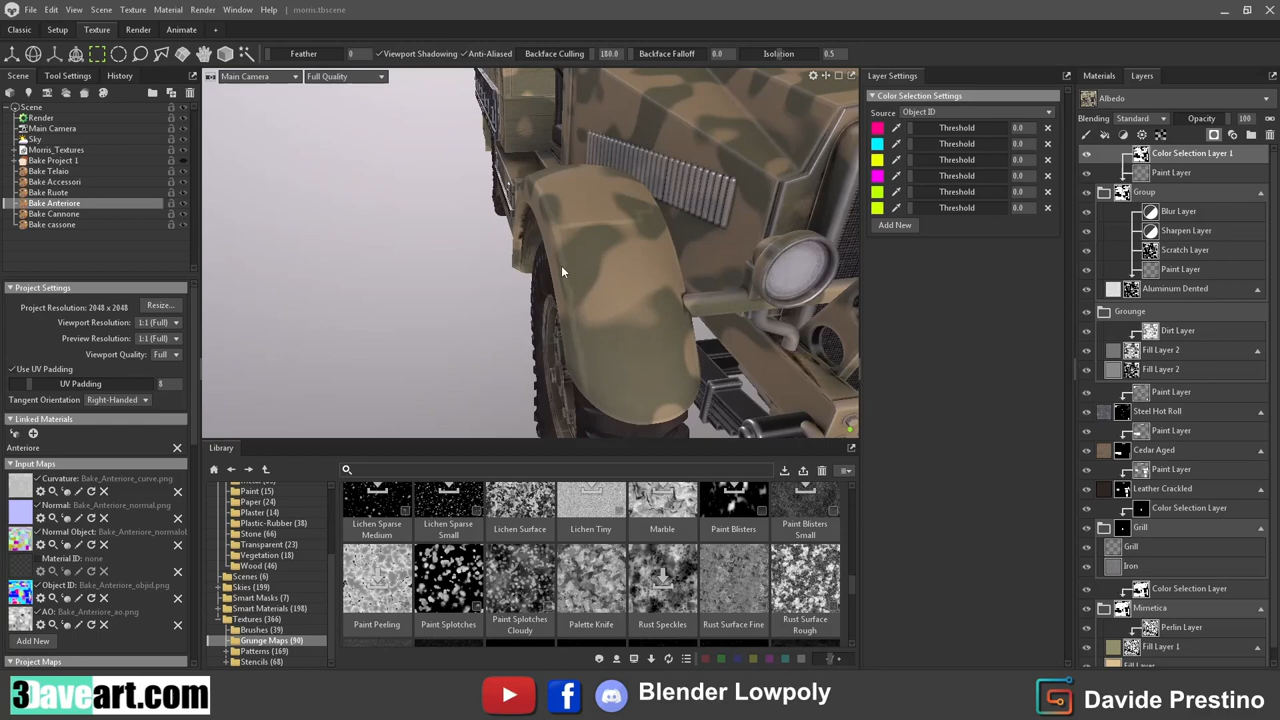 File Edit View Scene Texture Material Render Window Help morris.tbscene
Classic Setup Texture Render Animate +
Feather 0 Viewport Shadowing Anti-Aliased Backface Culling 180.0 Backface Falloff 0.0 Isolation 0.5
Scene Tool Settings History
Main Camera Full Quality
Layer Settings
Materials Layers
Color Selection Settings
Albedo
Source Object ID
Blending Standard Opacity 100
Threshold 0.0
Threshold 0.0
Threshold 0.0
Threshold 0.0
Threshold 0.0
Threshold 0.0
Add New
Scene
Render
Main Camera
Sky
Morris_Textures
Bake Project 1
Bake Telaio
Bake Accessori
Bake Ruote
Bake Anteriore
Bake Cannone
Bake cassone
Project Settings
Project Resolution: 2048 x 2048 Resize...
Viewport Resolution: 1:1 (Full)
Preview Resolution: 1:1 (Full)
Viewport Quality: Full
Use UV Padding
UV Padding 8
Tangent Orientation Right-Handed
Linked Materials
Anteriore
Input Maps
Curvature: Bake_Anteriore_curve.png
Normal: Bake_Anteriore_normal.png
Normal Object: Bake_Anteriore_normalob
Material ID: none
Object ID: Bake_Anteriore_objid.png
AO: Bake_Anteriore_ao.png
Add New
Project Maps
Color Selection Layer 1
Paint Layer
Group
Blur Layer
Sharpen Layer
Scratch Layer
Paint Layer
Aluminum Dented
Grounge
Dirt Layer
Fill Layer 2
Fill Layer 2
Paint Layer
Steel Hot Roll
Paint Layer
Cedar Aged
Paint Layer
Leather Crackled
Color Selection Layer
Grill
Grill
Iron
Color Selection Layer
Mimetica
Perlin Layer
Fill Layer 1
Fill Layer
Library
Paint (15)
Paper (24)
Plaster (14)
Plastic-Rubber (38)
Stone (66)
Transparent (23)
Vegetation (18)
Wood (46)
Scenes (6)
Skies (199)
Smart Masks (7)
Smart Materials (198)
Textures (366)
Brushes (39)
Grunge Maps (90)
Patterns (169)
Stencils (68)
Lichen Sparse Medium
Lichen Sparse Small
Lichen Surface
Lichen Tiny
Marble
Paint Blisters
Paint Blisters Small
Paint Peeling
Paint Splotches
Paint Splotches Cloudy
Palette Knife
Rust Speckles
Rust Surface Fine
Rust Surface Rough
3Daveart.com
Blender Lowpoly
Davide Prestino